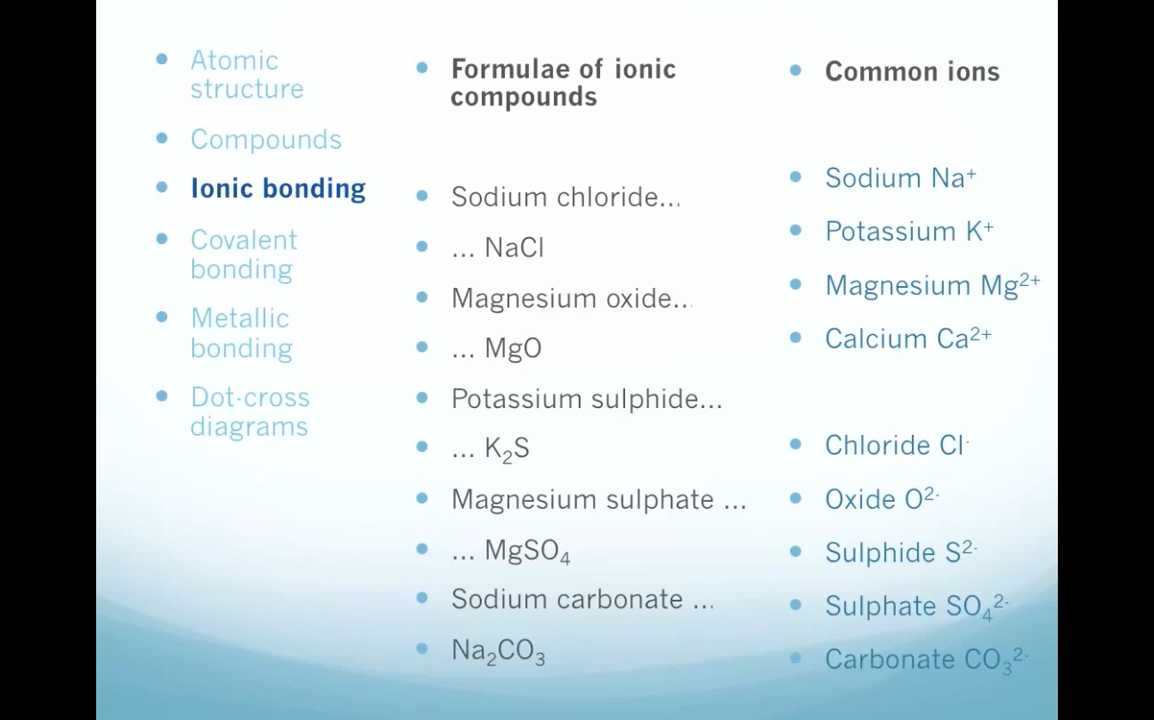 Atomic
structure
Compounds
Ionic bonding
Covalent
bonding
Metallic
bonding
Dot-cross
diagrams
Formulae of ionic
compounds
Sodium chloride...
... NaCl
Magnesium oxide...
... MgO
Potassium sulphide...
... K₂S
Magnesium sulphate ...
... MgSO₄
Sodium carbonate ...
Na₂CO₃
Common ions
Sodium Na⁺
Potassium K⁺
Magnesium Mg²⁺
Calcium Ca²⁺
Chloride Cl⁻
Oxide O²⁻
Sulphide S²⁻
Sulphate SO₄²⁻
Carbonate CO₃²⁻